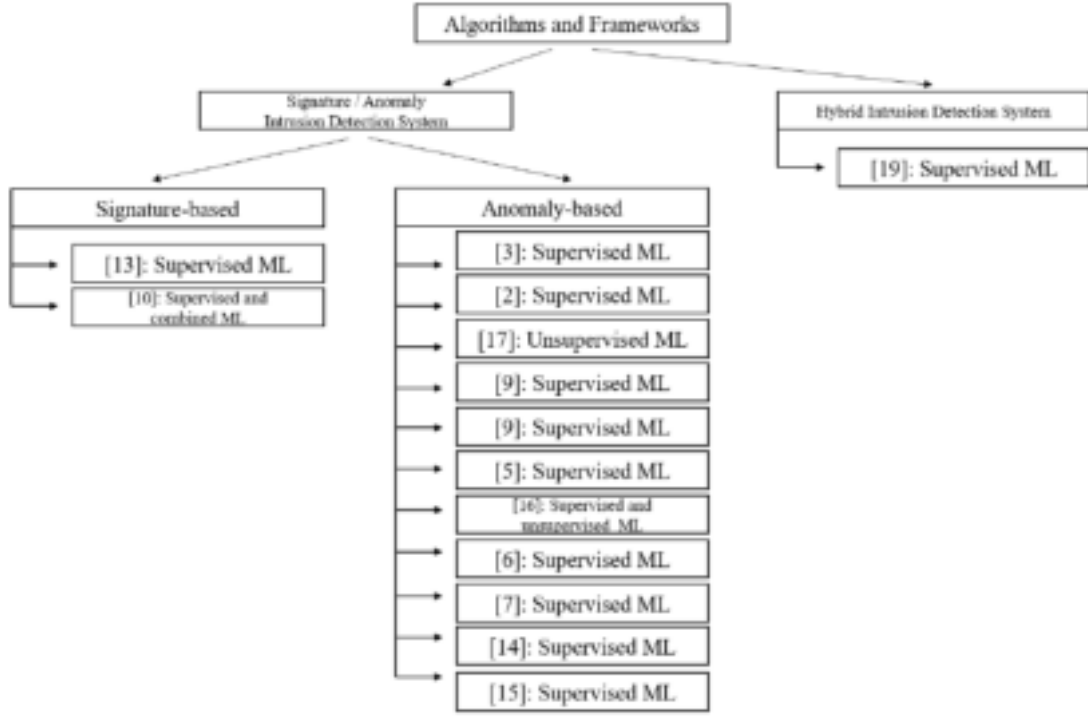 Algorithms and Frameworks
Signature / Anomaly
Intrusion Detection System
Hybrid Intrusion Detection System
[19]: Supervised ML
Signature-based
[13]: Supervised ML
[10]: Supervised and
combined ML
Anomaly-based
[3]: Supervised ML
[2]: Supervised ML
[17]: Unsupervised ML
[9]: Supervised ML
[9]: Supervised ML
[5]: Supervised ML
[16]: Supervised and
unsupervised ML
[6]: Supervised ML
[7]: Supervised ML
[14]: Supervised ML
[15]: Supervised ML